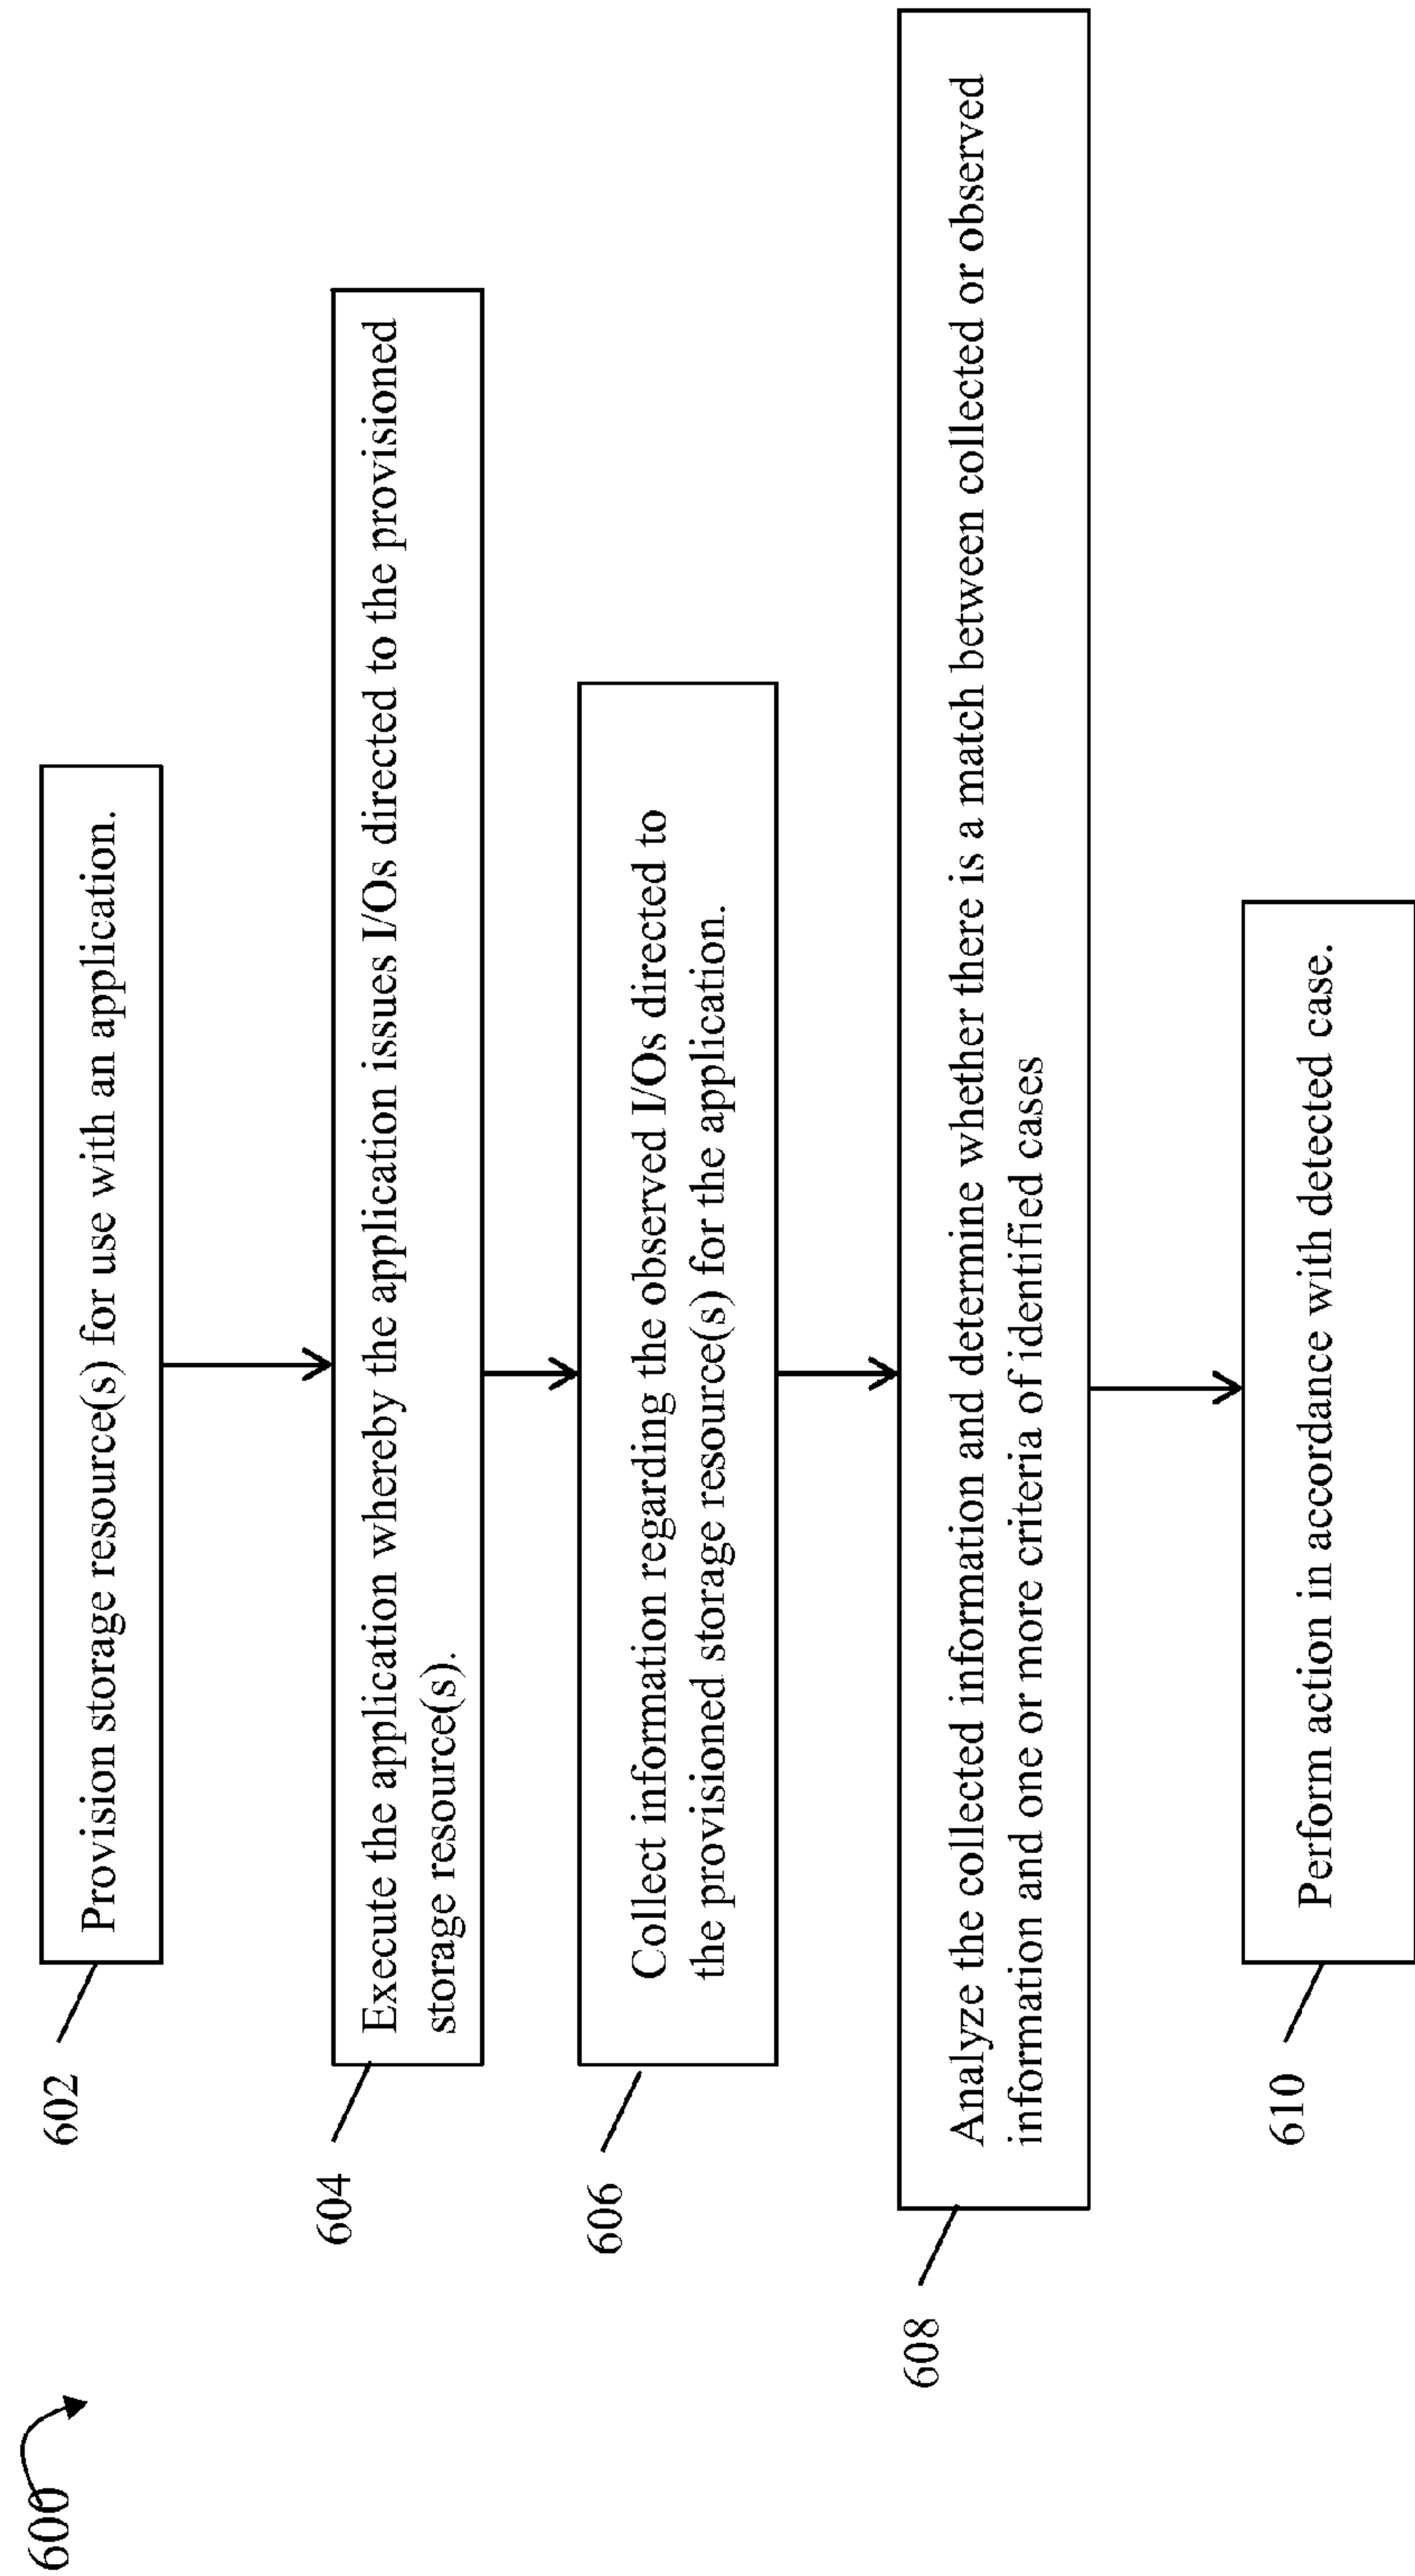 600
602
Provision storage resource(s) for use with an application.
604
Execute the application whereby the application issues I/Os directed to the provisioned
storage resource(s).
606
Collect information regarding the observed I/Os directed to
the provisioned storage resource(s) for the application.
608
Analyze the collected information and determine whether there is a match between collected or observed
information and one or more criteria of identified cases
610
Perform action in accordance with detected case.